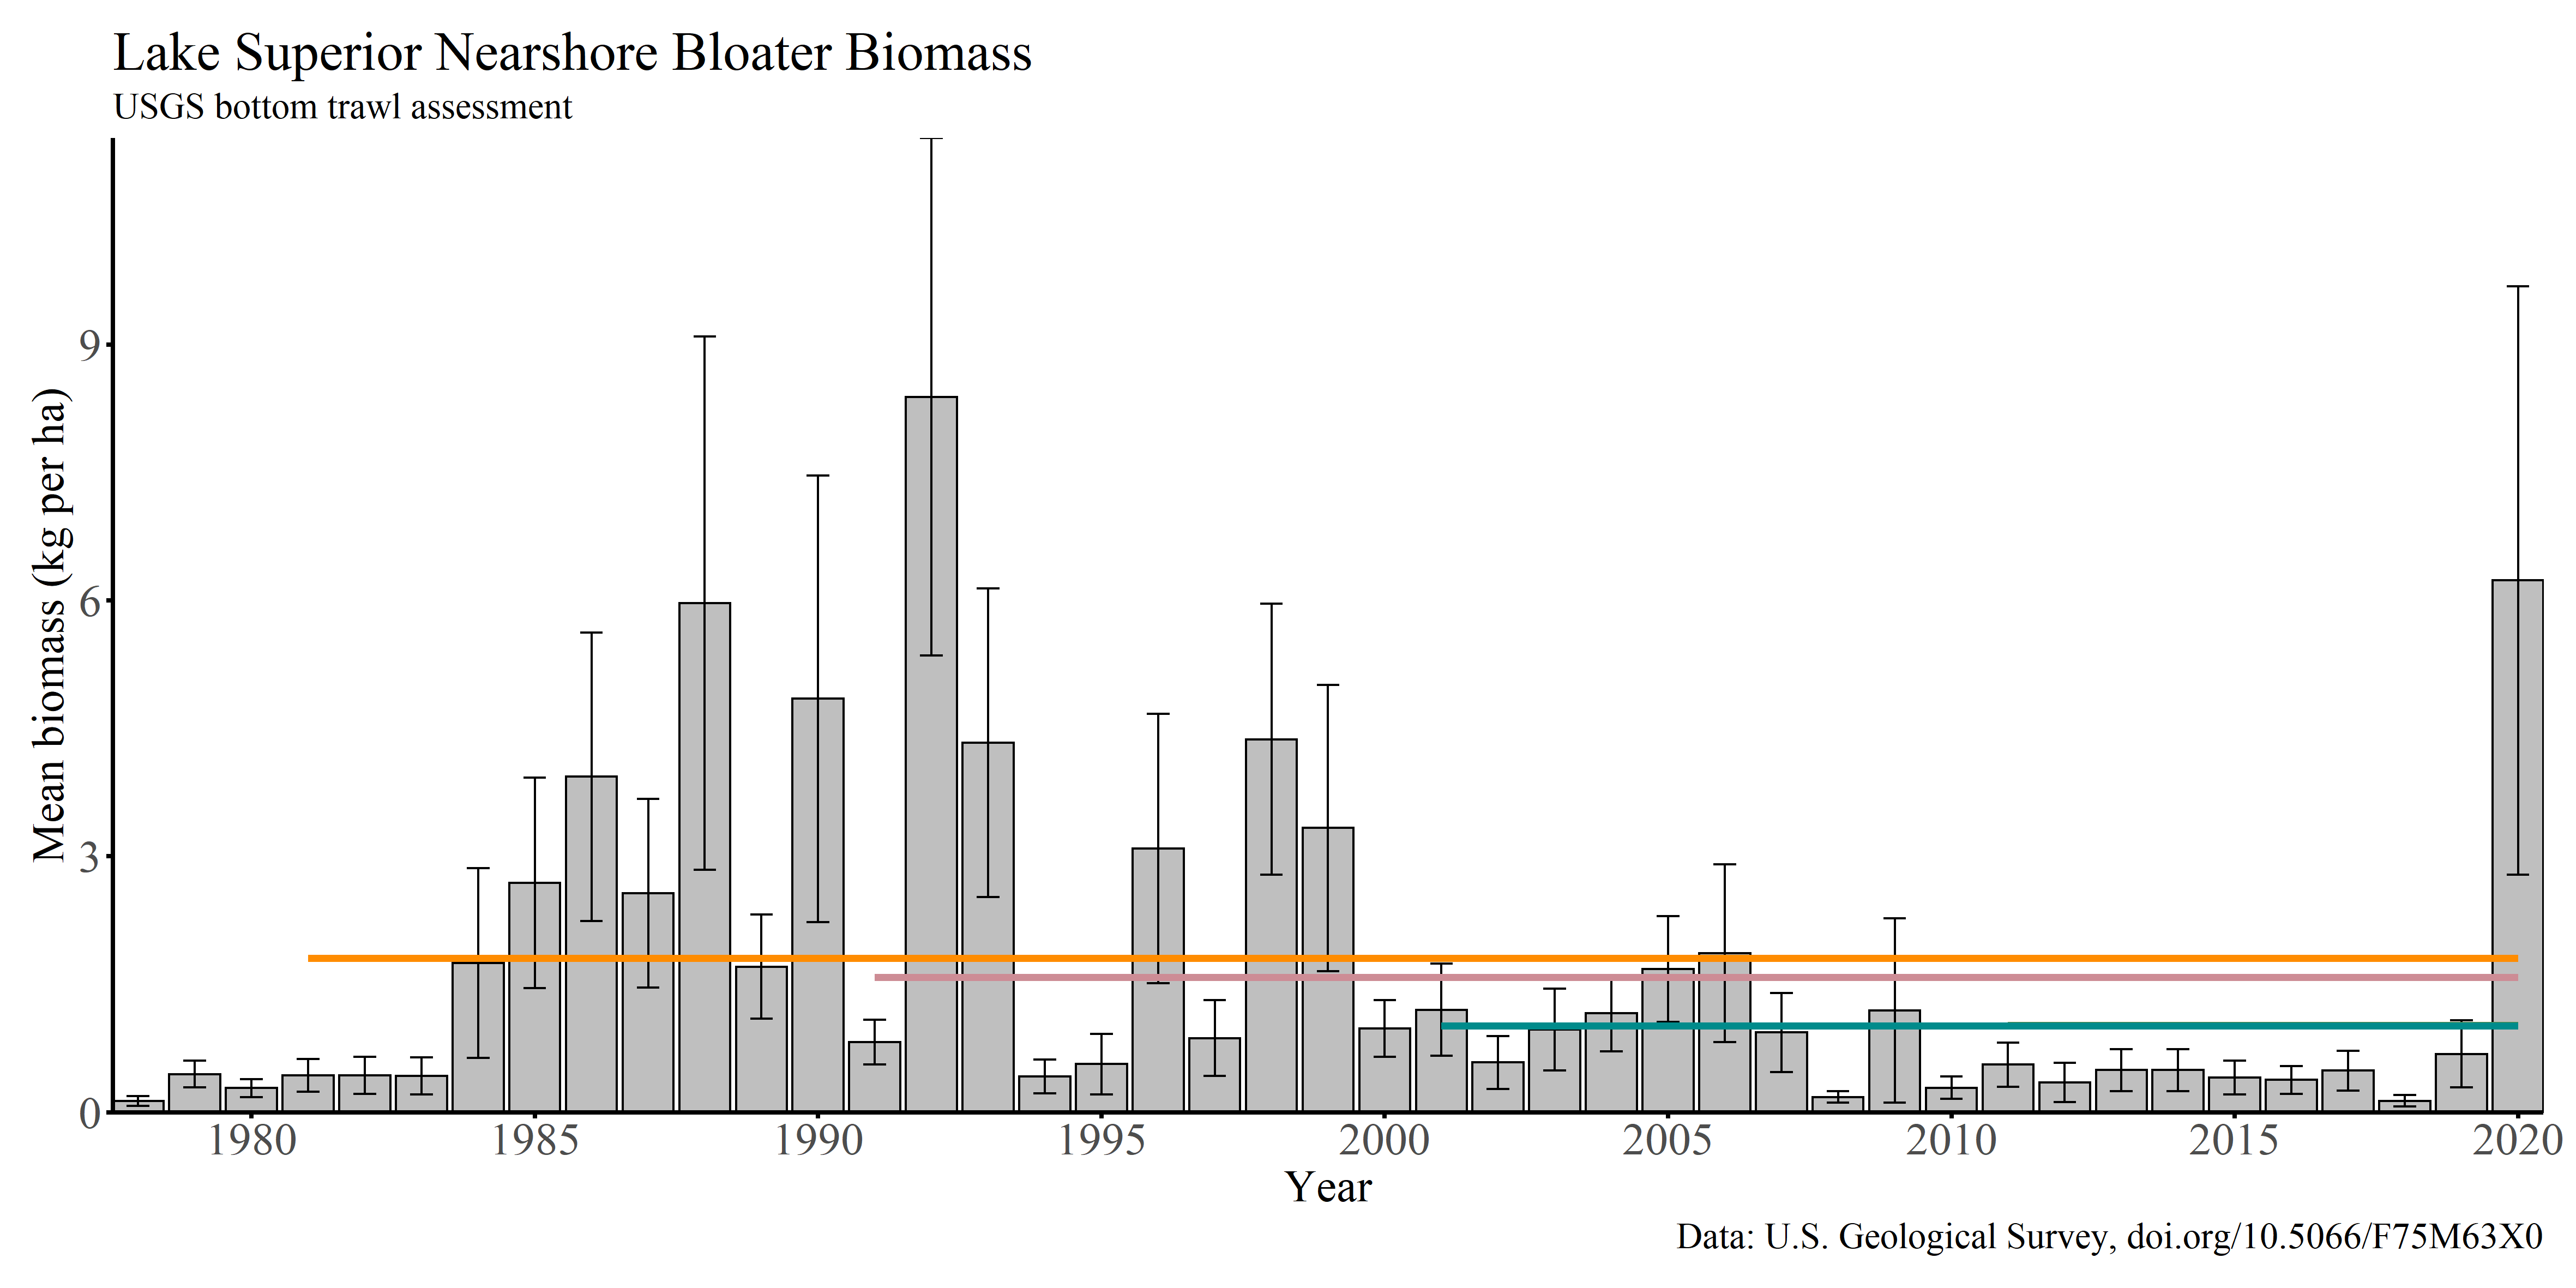 Lake Superior Nearshore Bloater Biomass
USGS bottom trawl assessment
Mean biomass (kg per ha)
9
6
3
0
1980 1985 1990 1995 2000 2005 2010 2015 2020
Year
Data: U.S. Geological Survey, doi.org/10.5066/F75M63X0